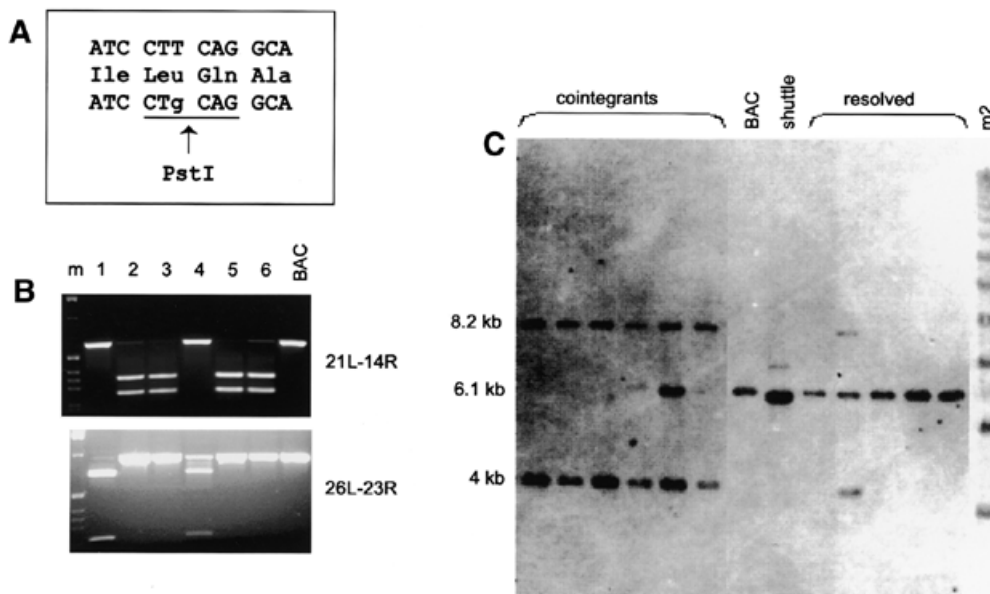 A
ATC CTT CAG GCA
Ile Leu Gln Ala
ATC CTg CAG GCA
PstI
B
m 1 2 3 4 5 6 BAC
21L-14R
26L-23R
C
cointegrants BAC shuttle resolved m2
8.2 kb
6.1 kb
4 kb